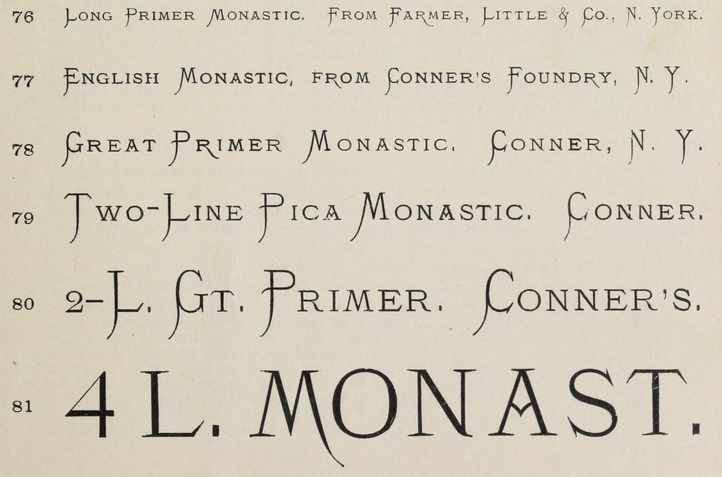 76 Long Primer Monastic. From Farmer, Little & Co., N. York.
77 English Monastic, from Conner's Foundry, N. Y.
78 Great Primer Monastic. Conner, N. Y.
79 Two-Line Pica Monastic. Conner.
80 2-L. Gt. Primer. Conner's.
81 4 L. Monast.